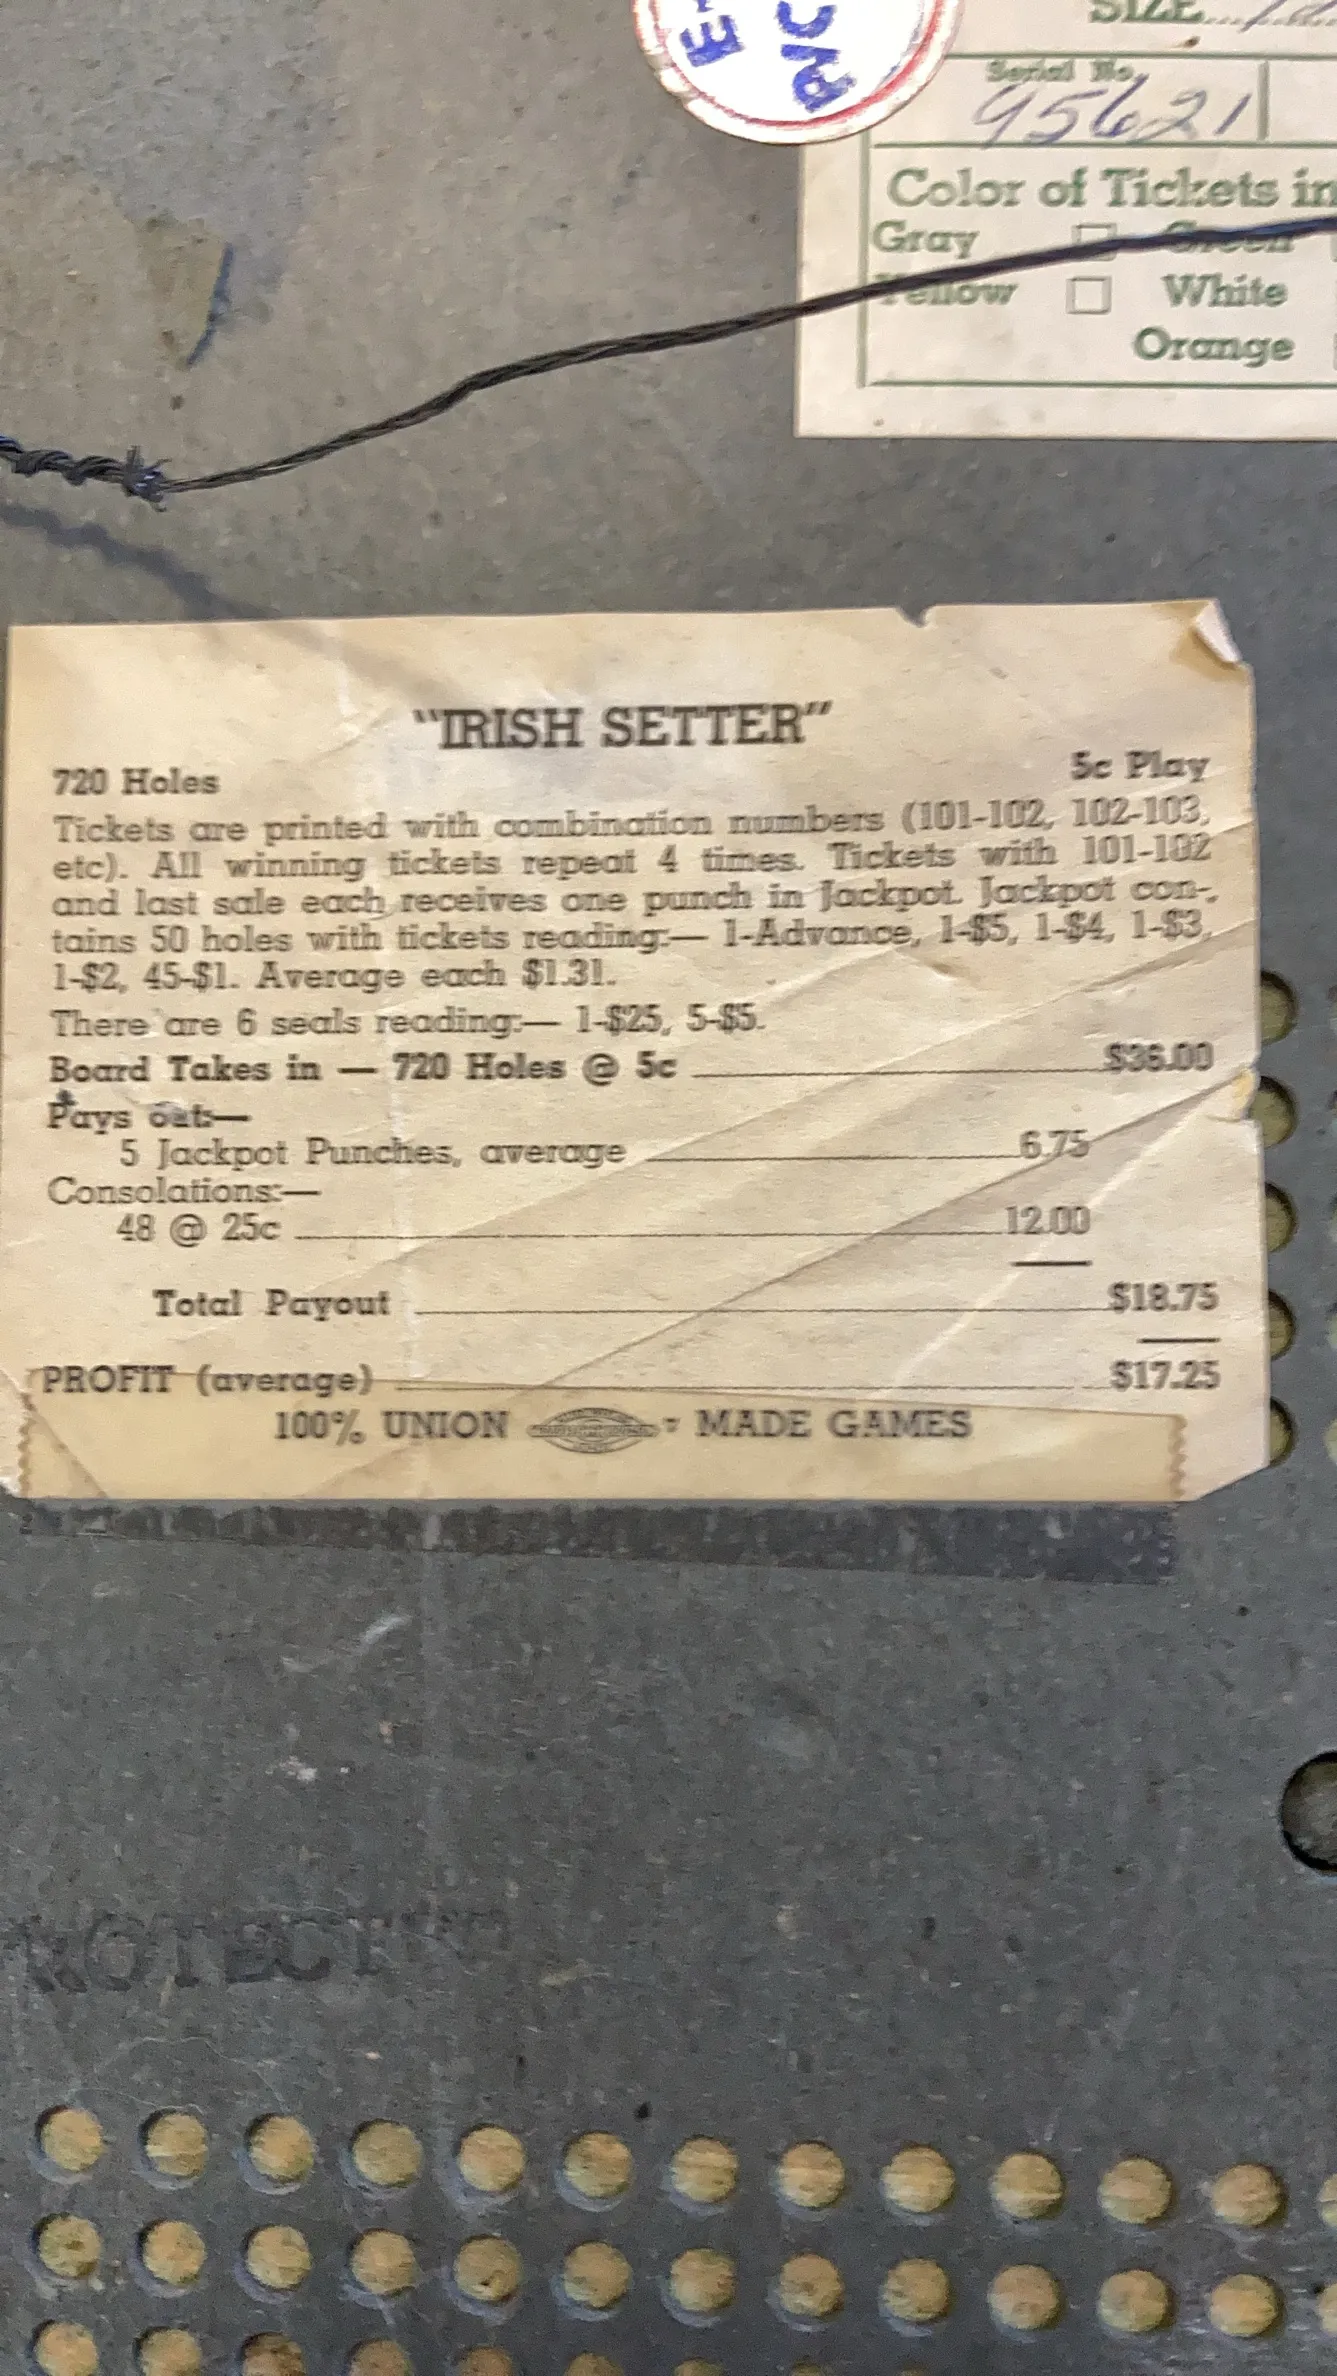 SIZE
Serial No.
95621
Color of Tickets in
Gray Green
Yellow White
Orange
"IRISH SETTER"
720 Holes 5c Play
Tickets are printed with combination numbers (101-102, 102-103,
etc). All winning tickets repeat 4 times. Tickets with 101-102
and last sale each receives one punch in Jackpot. Jackpot con-
tains 50 holes with tickets reading:— 1-Advance, 1-$5, 1-$4, 1-$3,
1-$2, 45-$1. Average each $1.31.
There are 6 seals reading:— 1-$25, 5-$5.
Board Takes in — 720 Holes @ 5c $36.00
Pays out:—
5 Jackpot Punches, average 6.75
Consolations:—
48 @ 25c 12.00
Total Payout $18.75
PROFIT (average) $17.25
100% UNION MADE GAMES